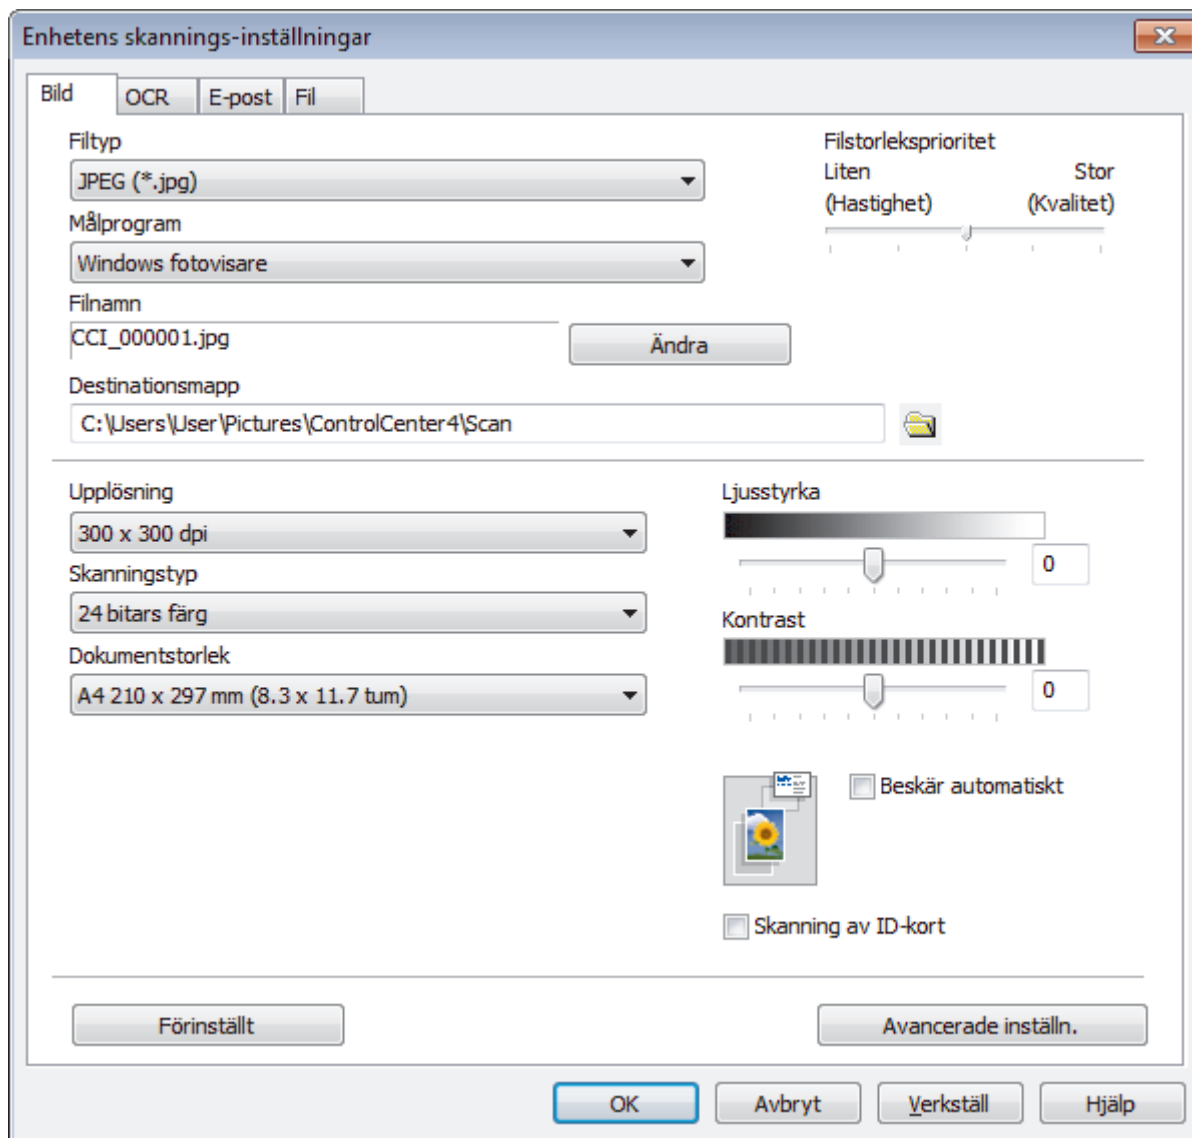 Enhetens skannings-inställningar
Bild OCR E-post Fil
Filtyp
JPEG (*.jpg)
Målprogram
Windows fotovisare
Filnamn
CCI_000001.jpg
Ändra
Destinationsmapp
C:\Users\User\Pictures\ControlCenter4\Scan
Filstorleksprioritet
Liten Stor
(Hastighet) (Kvalitet)
Upplösning
300 x 300 dpi
Skanningstyp
24 bitars färg
Dokumentstorlek
A4 210 x 297 mm (8.3 x 11.7 tum)
Ljusstyrka
0
Kontrast
0
Beskär automatiskt
Skanning av ID-kort
Förinställt
Avancerade inställn.
OK Avbryt Verkställ Hjälp